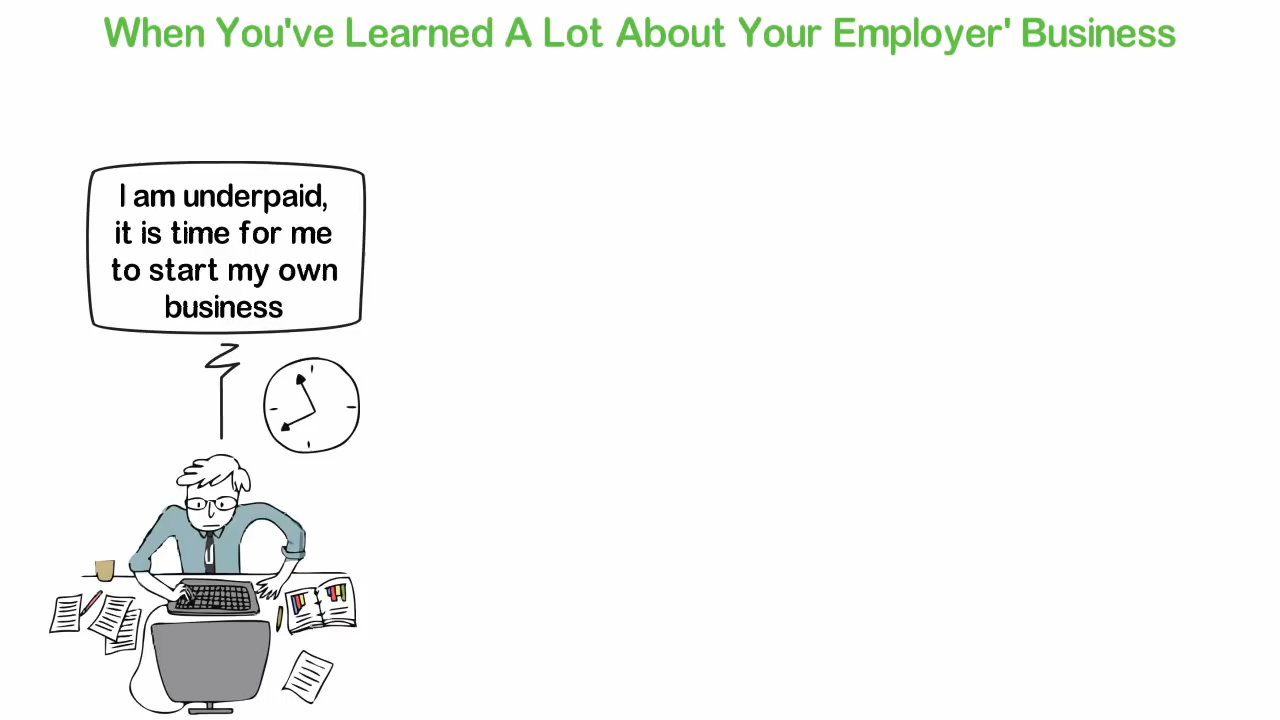 When You've Learned A Lot About Your Employer' Business
I am underpaid,
it is time for me
to start my own
business